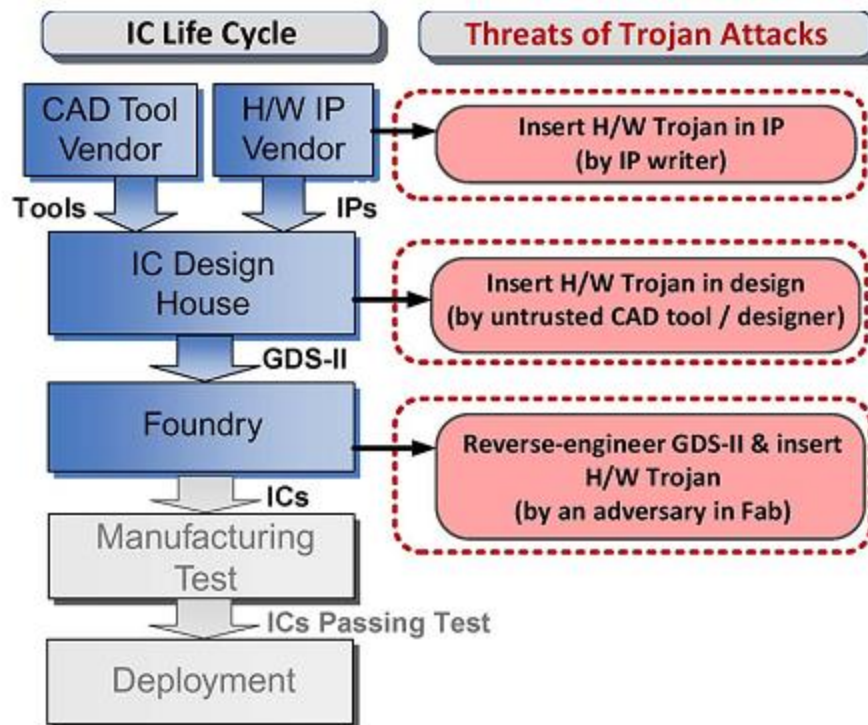 IC Life Cycle
Threats of Trojan Attacks
CAD Tool
Vendor
H/W IP
Vendor
Insert H/W Trojan in IP
(by IP writer)
Tools
IPs
IC Design
House
Insert H/W Trojan in design
(by untrusted CAD tool / designer)
GDS-II
Foundry
Reverse-engineer GDS-II & insert
H/W Trojan
(by an adversary in Fab)
ICs
Manufacturing
Test
ICs Passing Test
Deployment